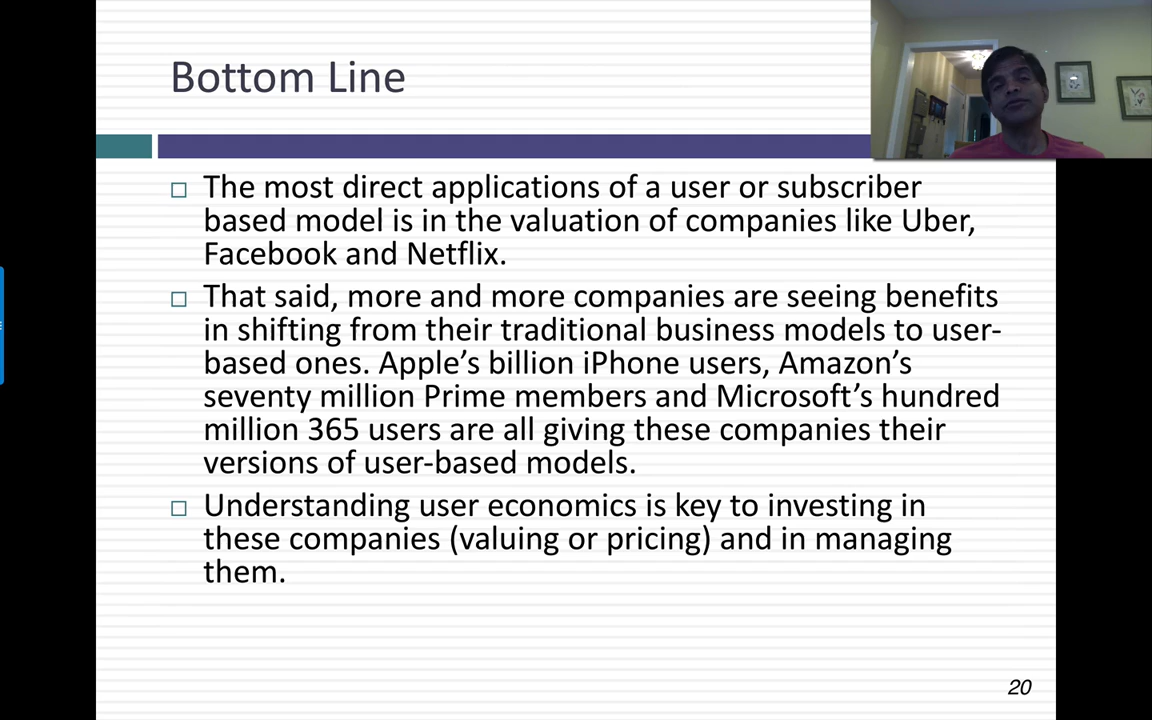 Bottom Line
The most direct applications of a user or subscriber
based model is in the valuation of companies like Uber,
Facebook and Netflix.
That said, more and more companies are seeing benefits
in shifting from their traditional business models to user-
based ones. Apple’s billion iPhone users, Amazon’s
seventy million Prime members and Microsoft’s hundred
million 365 users are all giving these companies their
versions of user-based models.
Understanding user economics is key to investing in
these companies (valuing or pricing) and in managing
them.
20